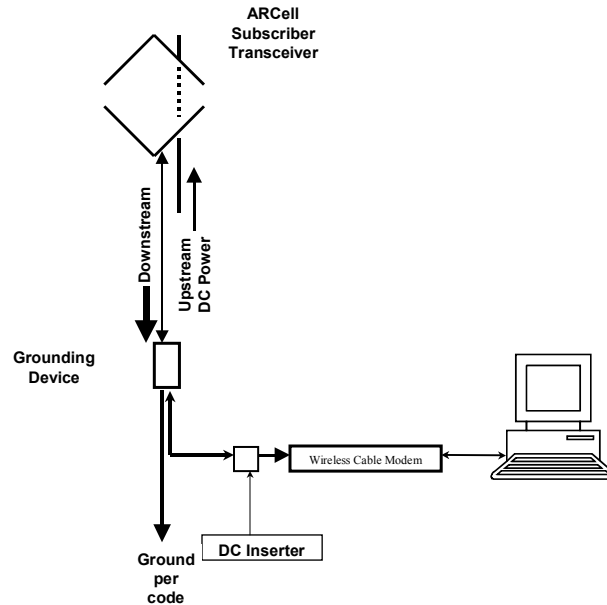 ARCell
Subscriber
Transceiver
Downstream
Upstream
DC Power
Grounding
Device
Wireless Cable Modem
DC Inserter
Ground
per
code